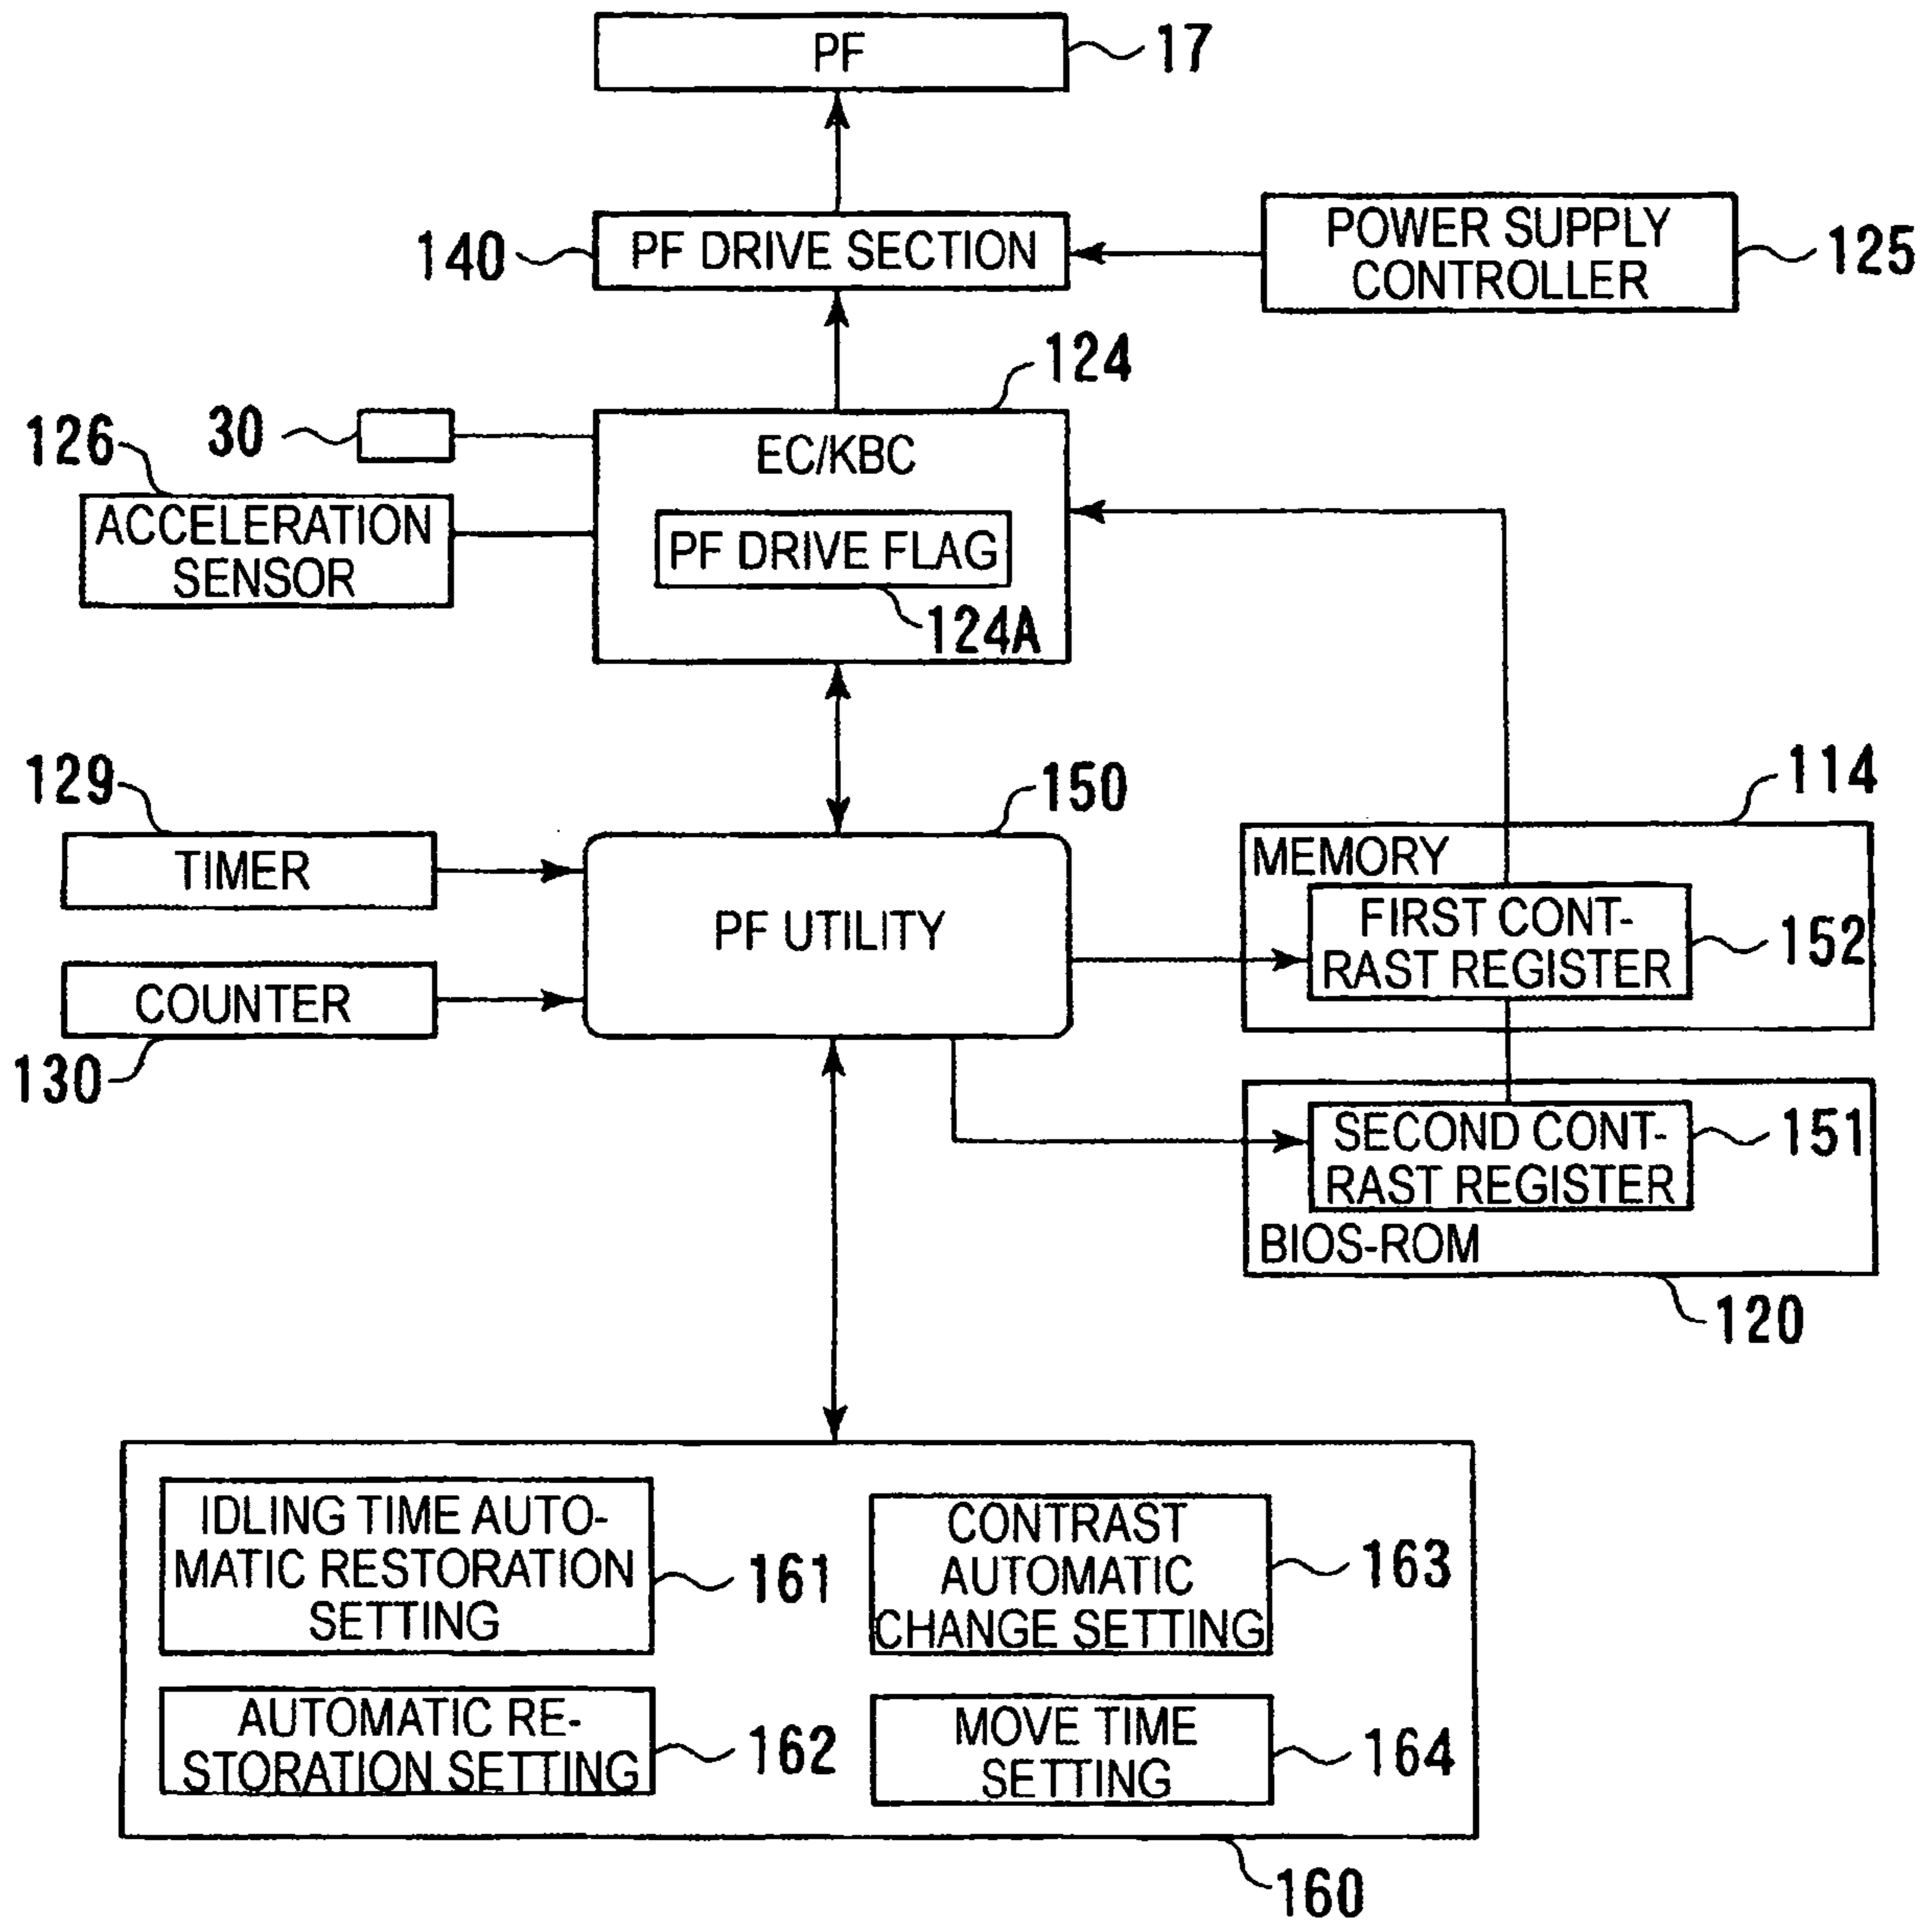 PF
17
140
PF DRIVE SECTION
POWER SUPPLY
CONTROLLER
125
124
30
126
EC/KBC
ACCELERATION
SENSOR
PF DRIVE FLAG
124A
129
150
114
TIMER
MEMORY
PF UTILITY
FIRST CONT-
RAST REGISTER
152
COUNTER
130
SECOND CONT-
RAST REGISTER
151
BIOS-ROM
120
IDLING TIME AUTO-
MATIC RESTORATION
SETTING
161
CONTRAST
AUTOMATIC
CHANGE SETTING
163
AUTOMATIC RE-
STORATION SETTING
162
MOVE TIME
SETTING
164
160